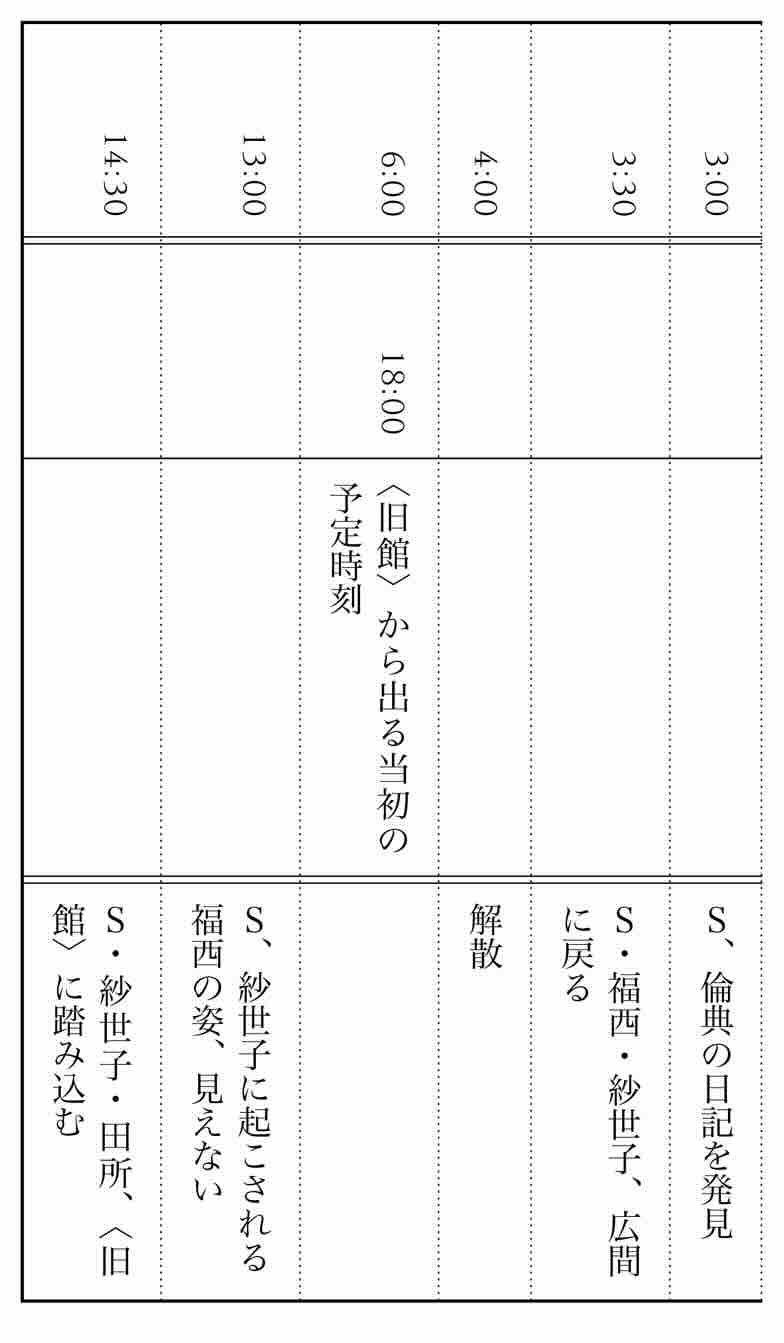 3:00
S、倫典の日記を発見
3:30
S・福西・紗世子、広間
に戻る
4:00
解散
6:00
18:00
〈旧館〉から出る当初の
予定時刻
13:00
S、紗世子に起こされる
福西の姿、見えない
14:30
S・紗世子・田所、〈旧
館〉に踏み込む